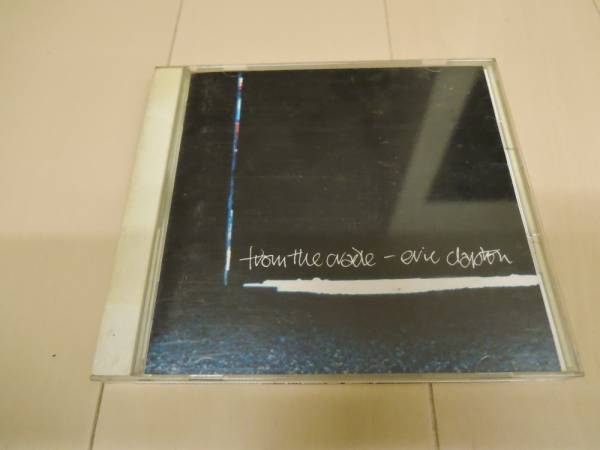 from the cradle - eric clapton